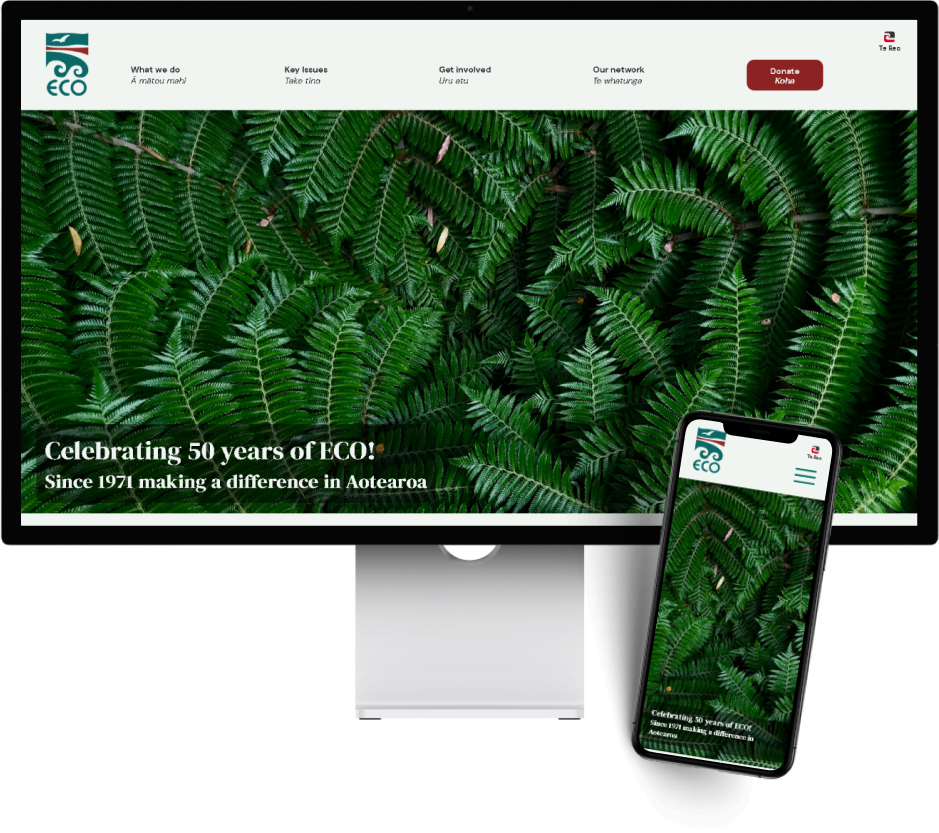 ECO
What we do
Ā mātou mahi
Key Issues
Take tino
Get involved
Uru atu
Our network
Te whatunga
Donate
Koha
Te Reo
Celebrating 50 years of ECO!
Since 1971 making a difference in Aotearoa
ECO
Te Reo
Celebrating 50 years of ECO!
Since 1971 making a difference in
Aotearoa